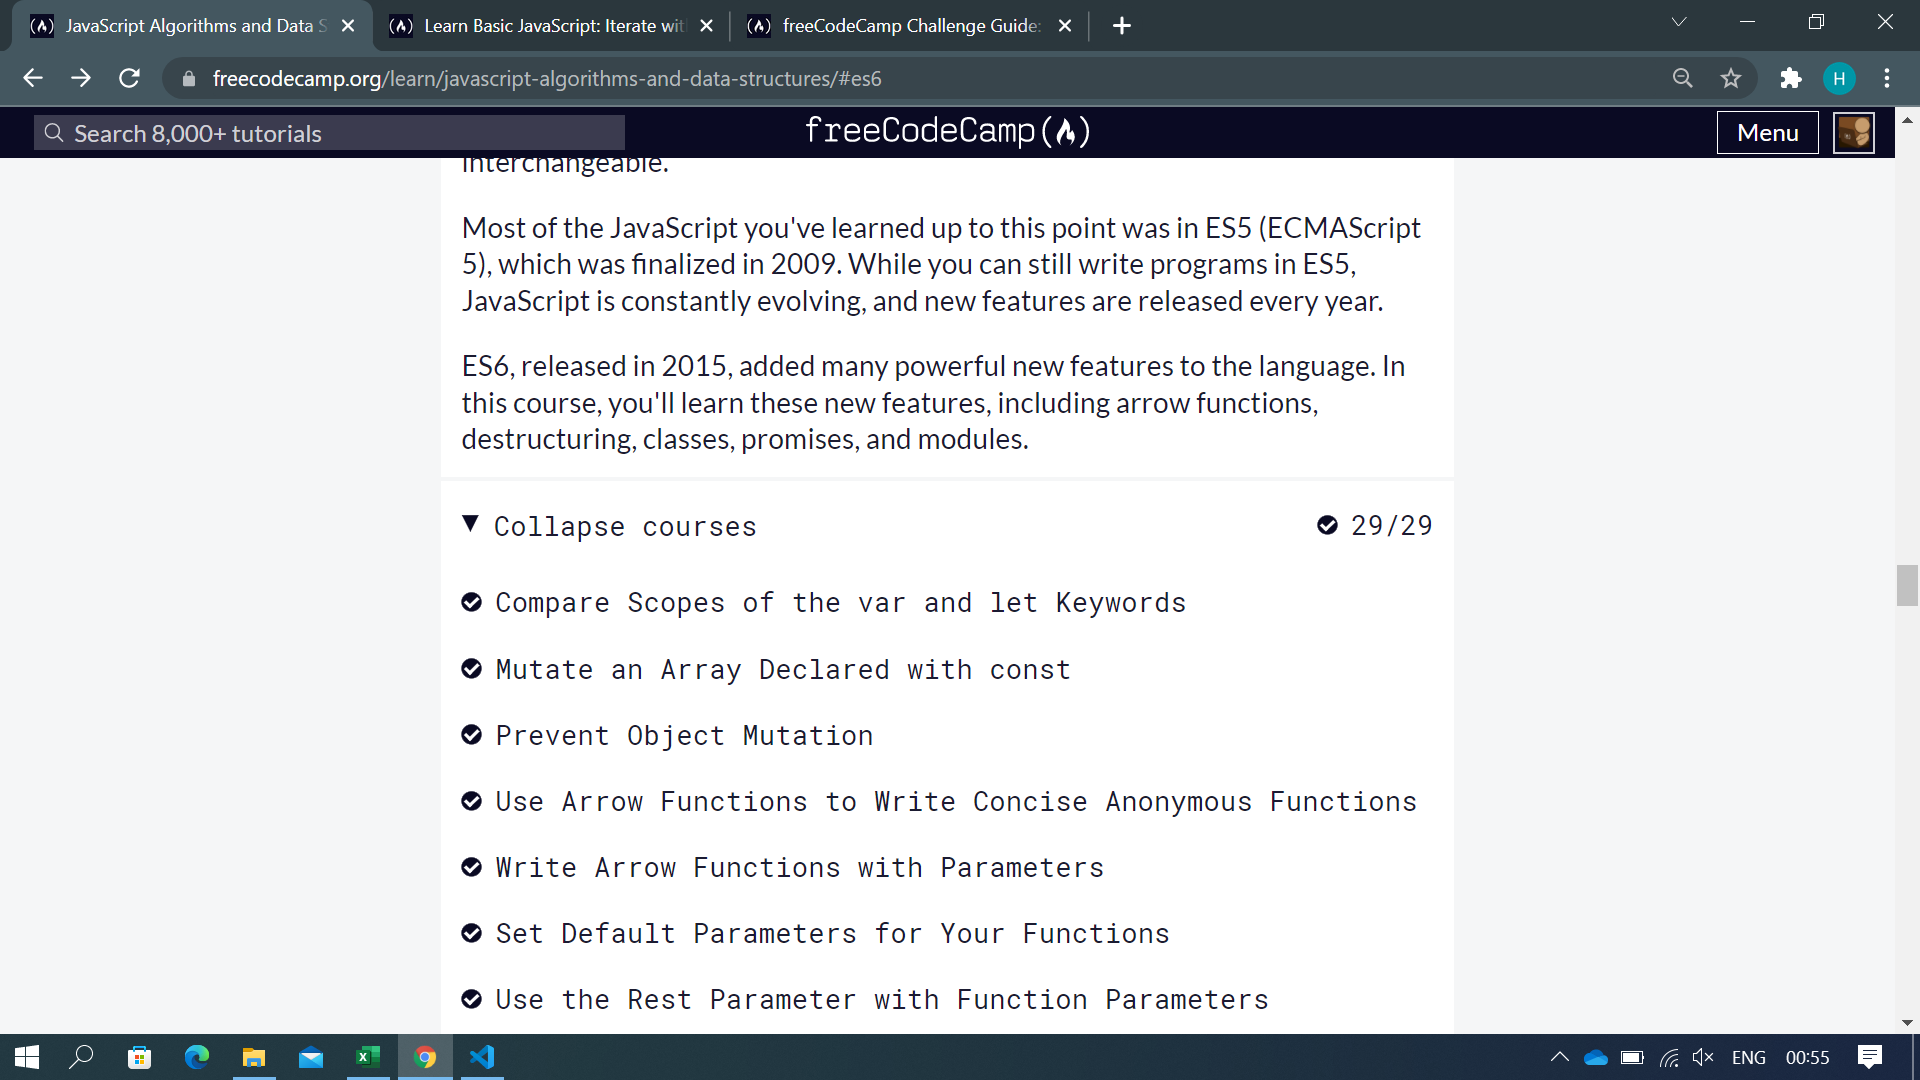 JavaScript Algorithms and Data S
Learn Basic JavaScript: Iterate wit
freeCodeCamp Challenge Guide:
freecodecamp.org/learn/javascript-algorithms-and-data-structures/#es6
H
Search 8,000+ tutorials
freeCodeCamp
Menu
interchangeable.
Most of the JavaScript you've learned up to this point was in ES5 (ECMAScript
5), which was finalized in 2009. While you can still write programs in ES5,
JavaScript is constantly evolving, and new features are released every year.
ES6, released in 2015, added many powerful new features to the language. In
this course, you'll learn these new features, including arrow functions,
destructuring, classes, promises, and modules.
Collapse courses
29/29
Compare Scopes of the var and let Keywords
Mutate an Array Declared with const
Prevent Object Mutation
Use Arrow Functions to Write Concise Anonymous Functions
Write Arrow Functions with Parameters
Set Default Parameters for Your Functions
Use the Rest Parameter with Function Parameters
ENG
00:55